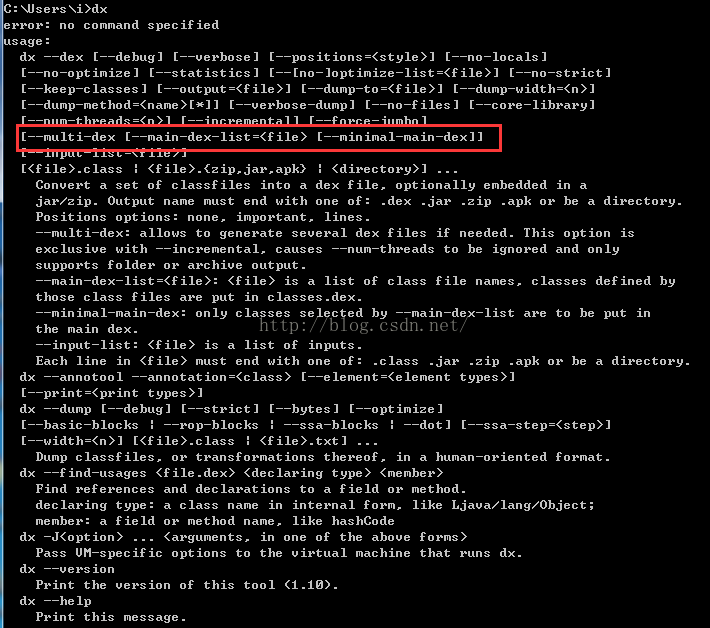 C:\Users\i>dx
error: no command specified
usage:
dx --dex [--debug] [--verbose] [--positions=<style>] [--no-locals]
[--no-optimize] [--statistics] [--[no-]optimize-list=<file>] [--no-strict]
[--keep-classes] [--output=<file>] [--dump-to=<file>] [--dump-width=<n>]
[--dump-method=<name>[*]] [--verbose-dump] [--no-files] [--core-library]
[--num-threads=<n>] [--incremental] [--force-jumbo]
[--multi-dex [--main-dex-list=<file> [--minimal-main-dex]]
[--input-list=<file>]
[<file>.class | <file>.{zip,jar,apk} | <directory>] ...
Convert a set of classfiles into a dex file, optionally embedded in a
jar/zip. Output name must end with one of: .dex .jar .zip .apk or be a directory.
Positions options: none, important, lines.
--multi-dex: allows to generate several dex files if needed. This option is
exclusive with --incremental, causes --num-threads to be ignored and only
supports folder or archive output.
--main-dex-list=<file>: <file> is a list of class file names, classes defined by
those class files are put in classes.dex.
--minimal-main-dex: only classes selected by --main-dex-list are to be put in
the main dex.
http://blog.csdn.net/
--input-list: <file> is a list of inputs.
Each line in <file> must end with one of: .class .jar .zip .apk or be a directory.
dx --annotool --annotation=<class> [--element=<element types>]
[--print=<print types>]
dx --dump [--debug] [--strict] [--bytes] [--optimize]
[--basic-blocks | --rop-blocks | --ssa-blocks | --dot] [--ssa-step=<step>]
[--width=<n>] [<file>.class | <file>.txt] ...
Dump classfiles, or transformations thereof, in a human-oriented format.
dx --find-usages <file.dex> <declaring type> <member>
Find references and declarations to a field or method.
declaring type: a class name in internal form, like Ljava/lang/Object;
member: a field or method name, like hashCode
dx -J<option> ... <arguments, in one of the above forms>
Pass VM-specific options to the virtual machine that runs dx.
dx --version
Print the version of this tool (1.10).
dx --help
Print this message.